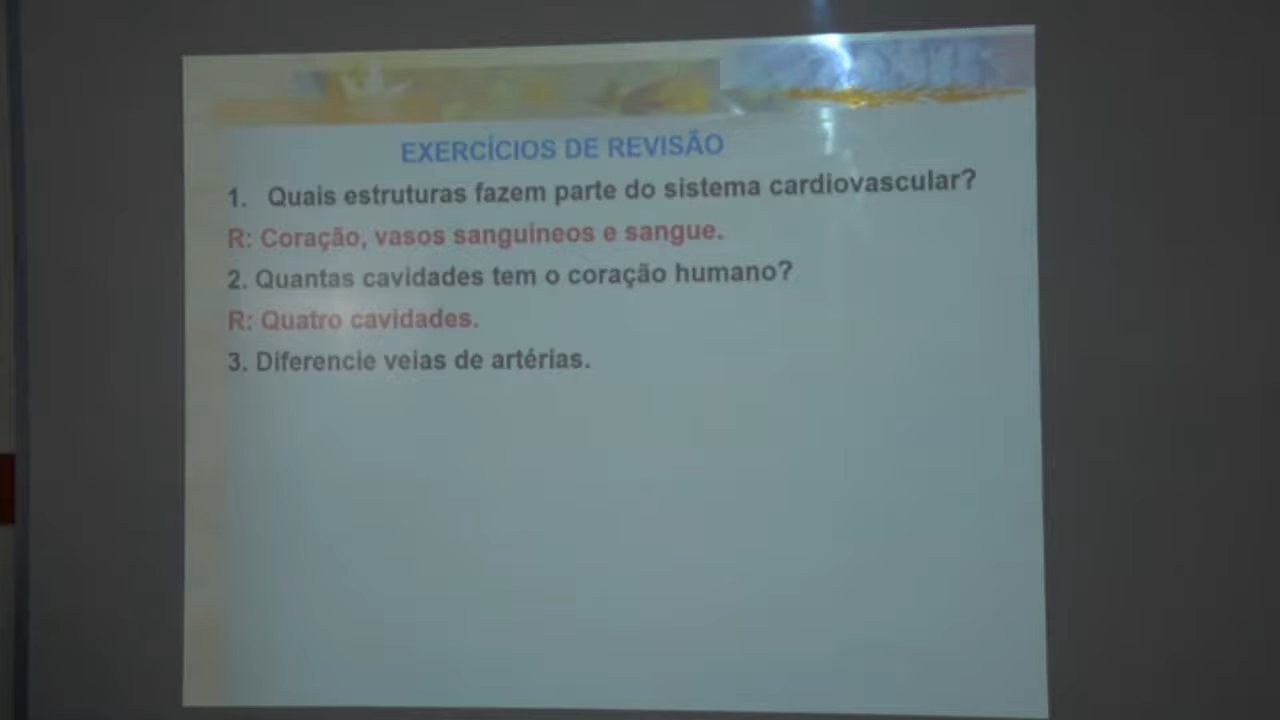 EXERCÍCIOS DE REVISÃO
1. Quais estruturas fazem parte do sistema cardiovascular?
R: Coração, vasos sanguíneos e sangue.
2. Quantas cavidades tem o coração humano?
R: Quatro cavidades.
3. Diferencie veias de artérias.